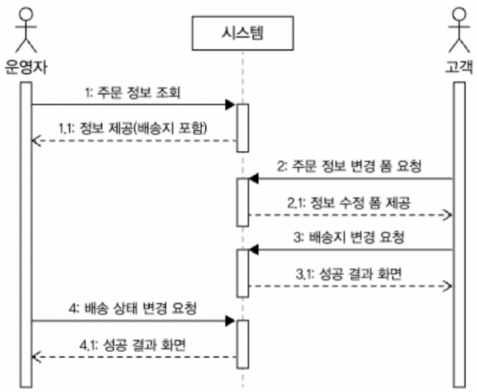 시스템
운영자
고객
1: 주문 정보 조회
1.1: 정보 제공(배송지 포함)
2: 주문 정보 변경 폼 요청
2.1: 정보 수정 폼 제공
3: 배송지 변경 요청
3.1: 성공 결과 화면
4: 배송 상태 변경 요청
4.1: 성공 결과 화면